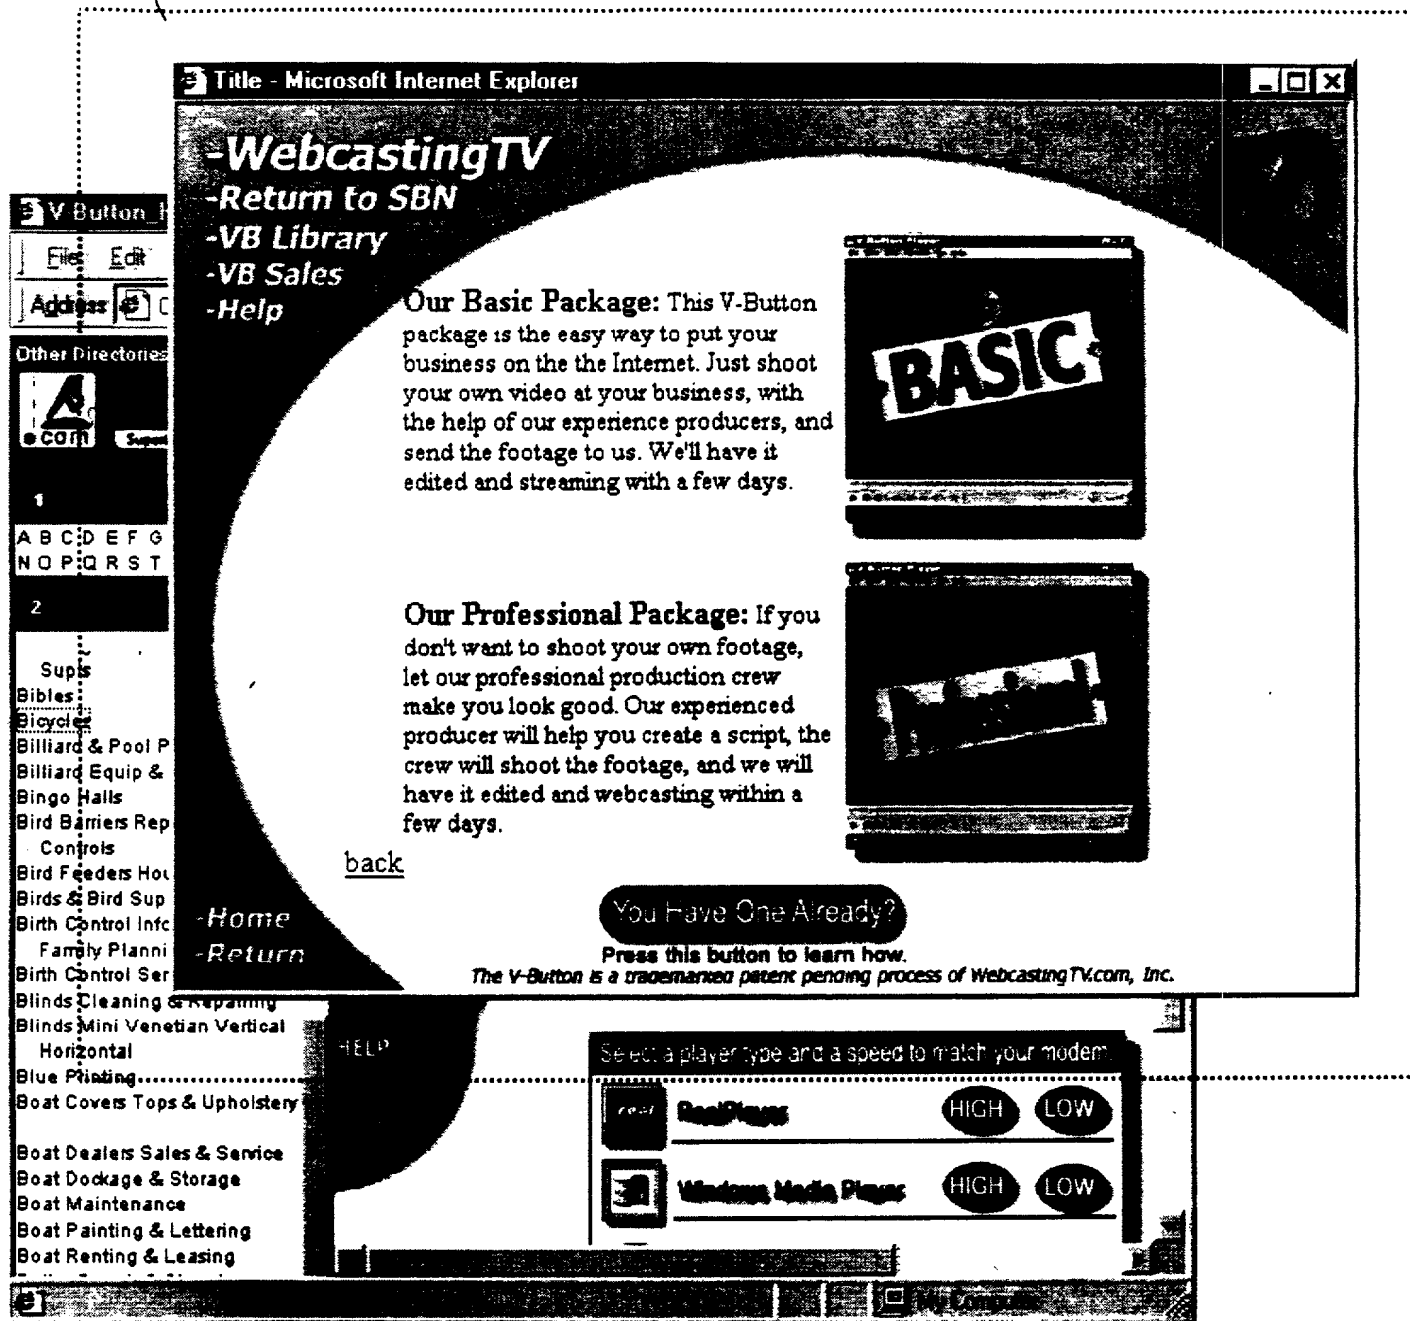 Title - Microsoft Internet Explorer
-WebcastingTV
-Return to SBN
-VB Library
-VB Sales
-Help
Our Basic Package: This V-Button
package is the easy way to put your
business on the the Internet. Just shoot
your own video at your business, with
the help of our experience producers, and
send the footage to us. We'll have it
edited and streaming with a few days.
BASIC
Our Professional Package: If you
don't want to shoot your own footage,
let our professional production crew
make you look good. Our experienced
producer will help you create a script, the
crew will shoot the footage, and we will
have it edited and webcasting within a
few days.
back
-Home
-Return
You Have One Already?
Press this button to learn how.
The V-Button is a trademarked patent pending process of WebcastingTV.com, Inc.
V-Button
File Edit
Address
Other Directories
.com
1
A B C D E F G
N O P Q R S T
2
Supls
Bibles
Bicycles
Billiard & Pool P
Billiard Equip &
Bingo Halls
Bird Barriers Rep
Controls
Bird Feeders Hou
Birds & Bird Sup
Birth Control Info
Family Planni
Birth Control Ser
Blinds Cleaning & Repairing
Blinds Mini Venetian Vertical
Horizontal
Blue Printing
Boat Covers Tops & Upholstery
Boat Dealers Sales & Service
Boat Dockage & Storage
Boat Maintenance
Boat Painting & Lettering
Boat Renting & Leasing
HELP
Select a player type and a speed to match your modem.
real RealPlayer HIGH LOW
Windows Media Player HIGH LOW
My Computer